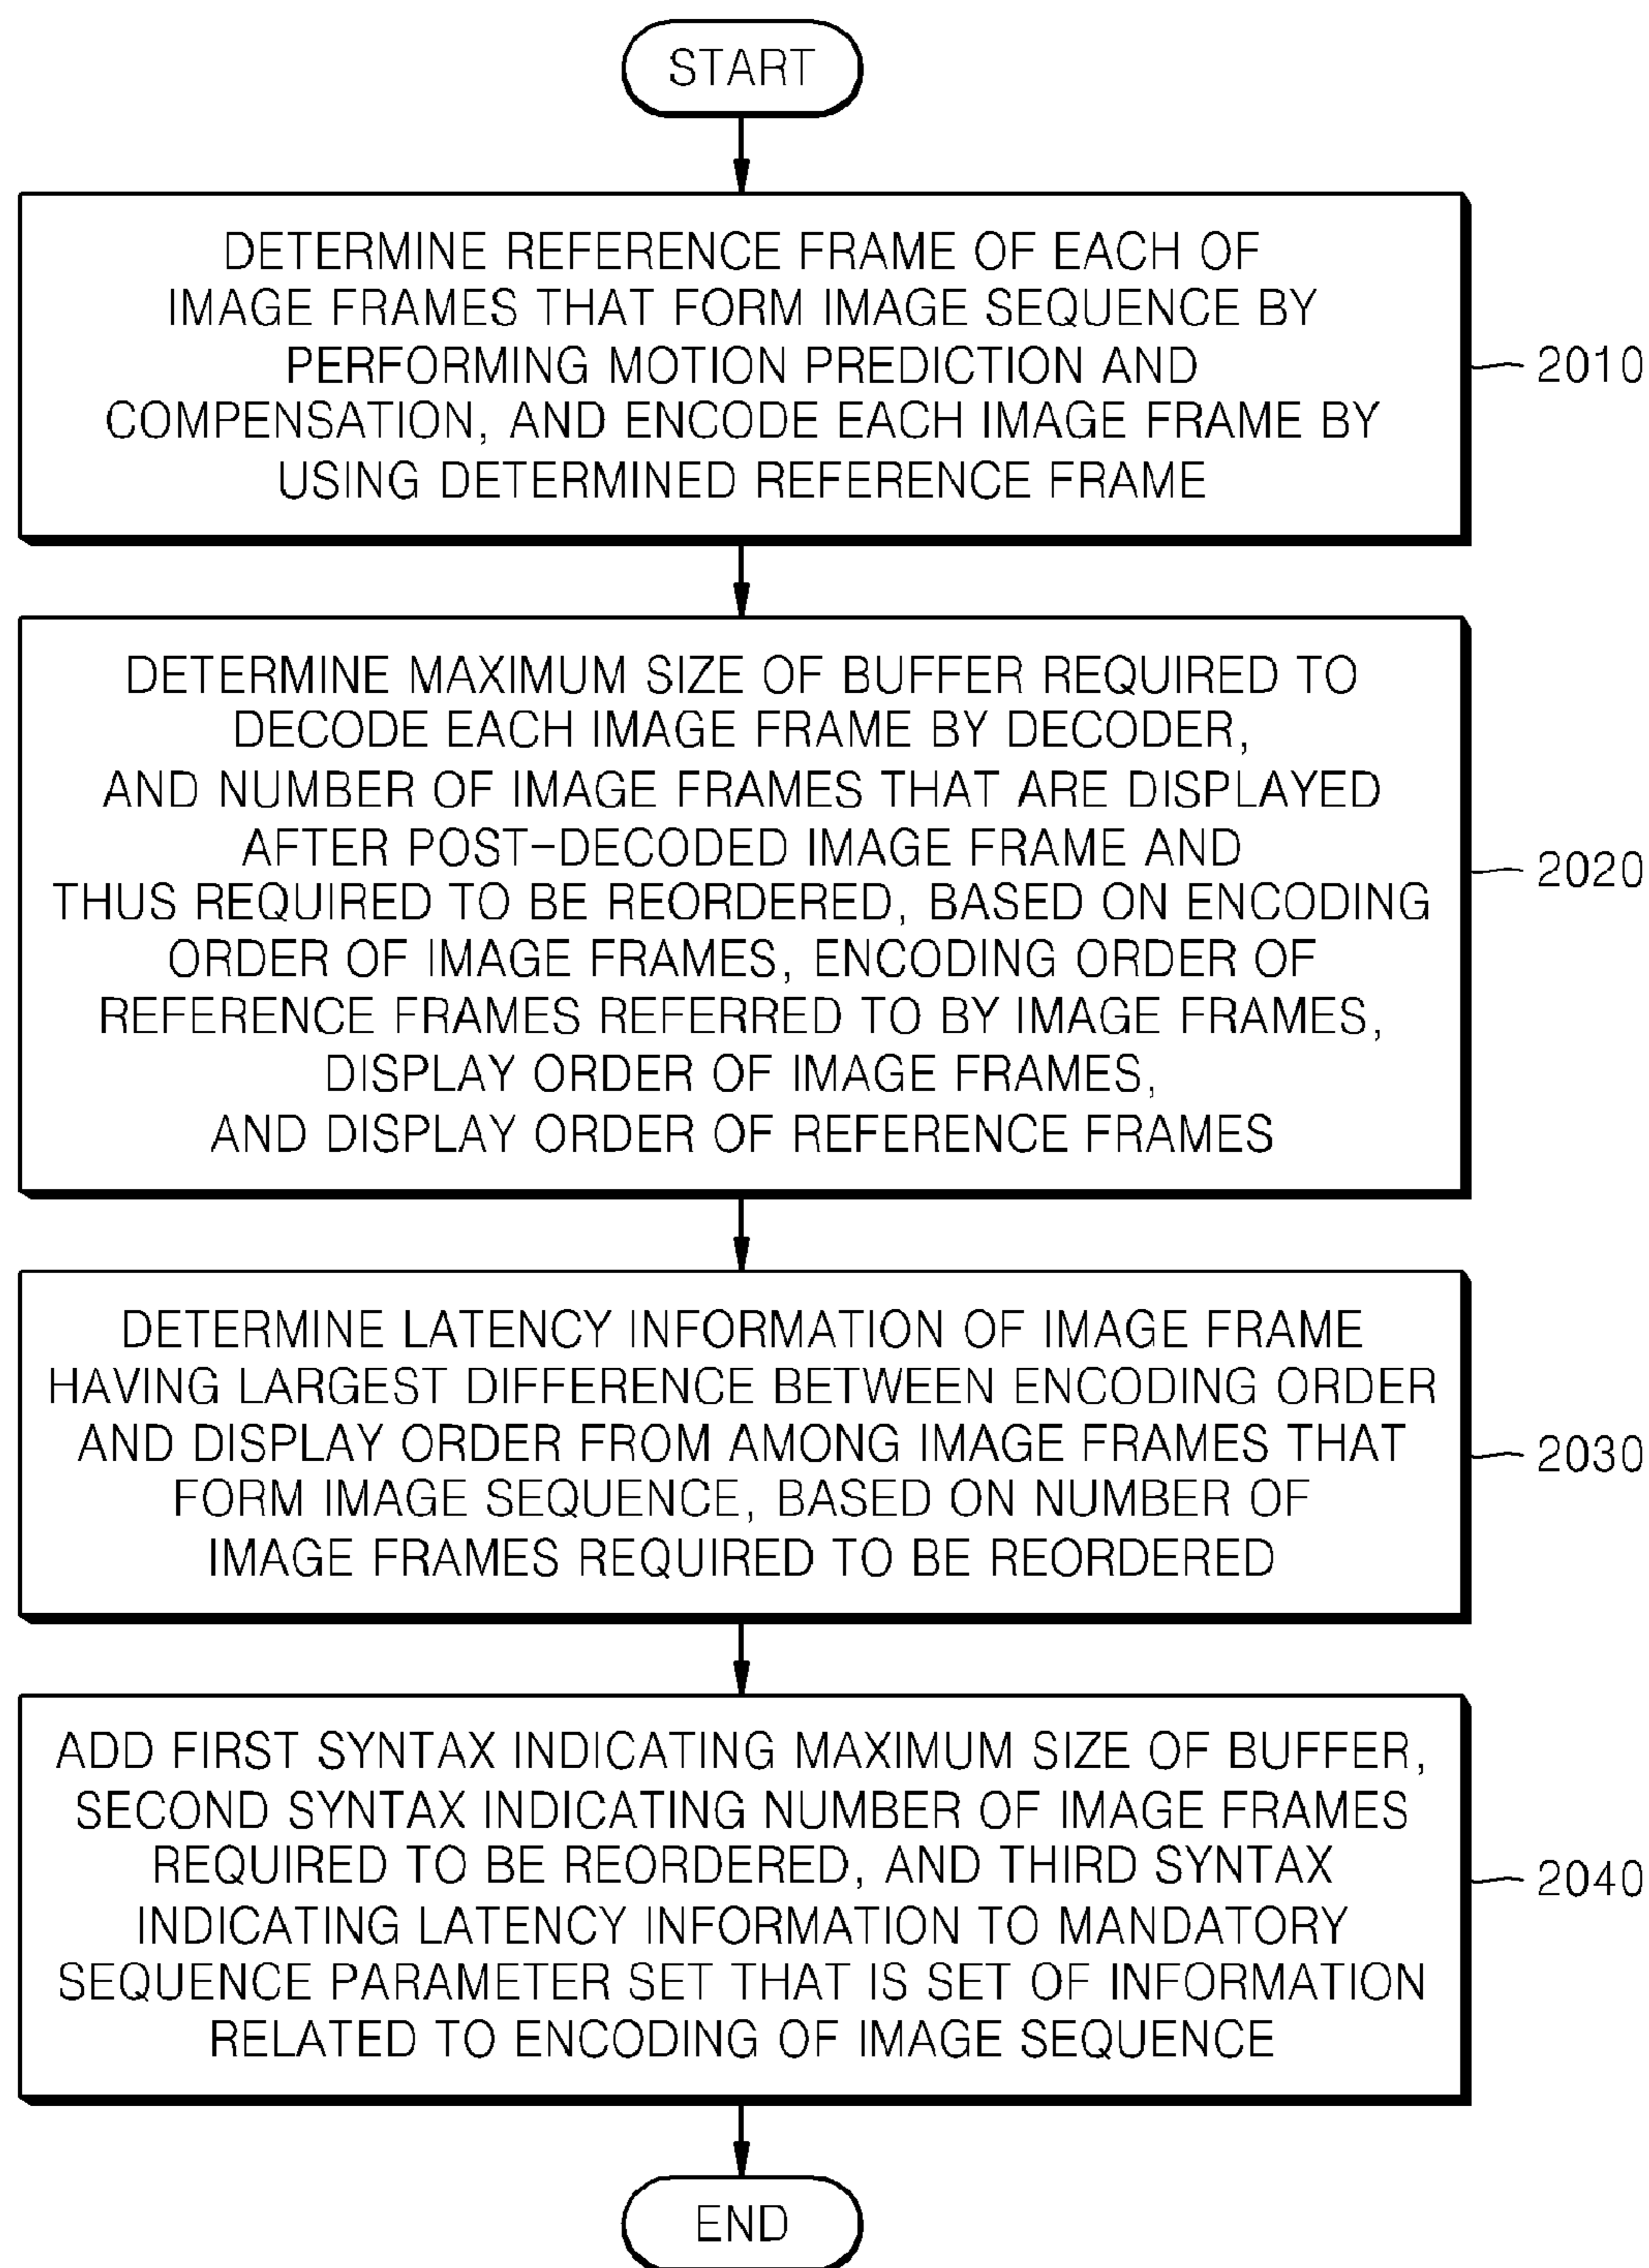 START
DETERMINE REFERENCE FRAME OF EACH OF
IMAGE FRAMES THAT FORM IMAGE SEQUENCE BY
PERFORMING MOTION PREDICTION AND
COMPENSATION, AND ENCODE EACH IMAGE FRAME BY
USING DETERMINED REFERENCE FRAME
2010
DETERMINE MAXIMUM SIZE OF BUFFER REQUIRED TO
DECODE EACH IMAGE FRAME BY DECODER,
AND NUMBER OF IMAGE FRAMES THAT ARE DISPLAYED
AFTER POST-DECODED IMAGE FRAME AND
THUS REQUIRED TO BE REORDERED, BASED ON ENCODING
ORDER OF IMAGE FRAMES, ENCODING ORDER OF
REFERENCE FRAMES REFERRED TO BY IMAGE FRAMES,
DISPLAY ORDER OF IMAGE FRAMES,
AND DISPLAY ORDER OF REFERENCE FRAMES
2020
DETERMINE LATENCY INFORMATION OF IMAGE FRAME
HAVING LARGEST DIFFERENCE BETWEEN ENCODING ORDER
AND DISPLAY ORDER FROM AMONG IMAGE FRAMES THAT
FORM IMAGE SEQUENCE, BASED ON NUMBER OF
IMAGE FRAMES REQUIRED TO BE REORDERED
2030
ADD FIRST SYNTAX INDICATING MAXIMUM SIZE OF BUFFER,
SECOND SYNTAX INDICATING NUMBER OF IMAGE FRAMES
REQUIRED TO BE REORDERED, AND THIRD SYNTAX
INDICATING LATENCY INFORMATION TO MANDATORY
SEQUENCE PARAMETER SET THAT IS SET OF INFORMATION
RELATED TO ENCODING OF IMAGE SEQUENCE
2040
END